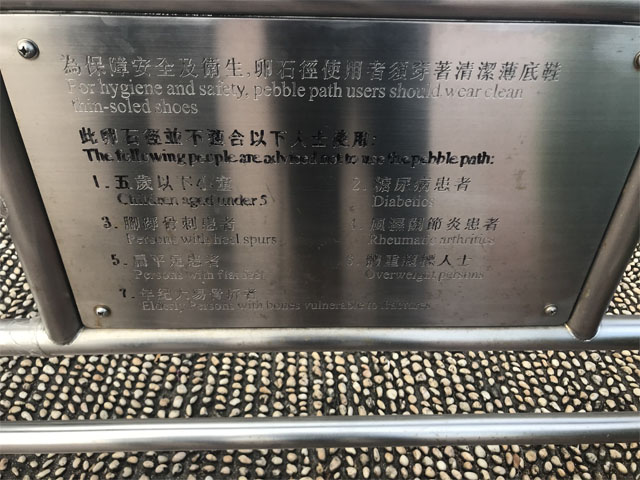 為保障安全及衛生,卵石徑使用者須穿著清潔薄底鞋
For hygiene and safety, pebble path users should wear clean
thin-soled shoes
此卵石徑並不適合以下人士使用:
The following people are advised not to use the pebble path:
1. 五歲以下小童 2. 糖尿病患者
Children aged under 5 Diabetics
3. 腳踭骨刺患者 4. 風濕關節炎患者
Persons with heal spurs Rheumatic arthritics
5. 扁平足患者 6. 體重超標人士
Persons with flat feet Overweight persons
7. 年紀大易骨折者
Elderly Persons with bones vulnerable to fractures